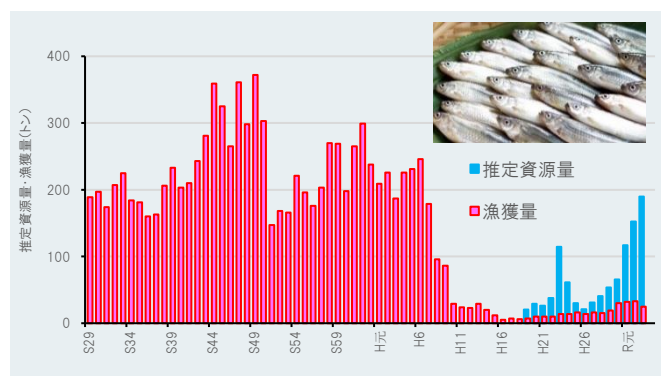 推定資源量・漁獲量(トン)
400
300
200
100
0
推定資源量
漁獲量
S29
S34
S39
S44
S49
S54
S59
H元
H6
H11
H16
H21
H26
R元